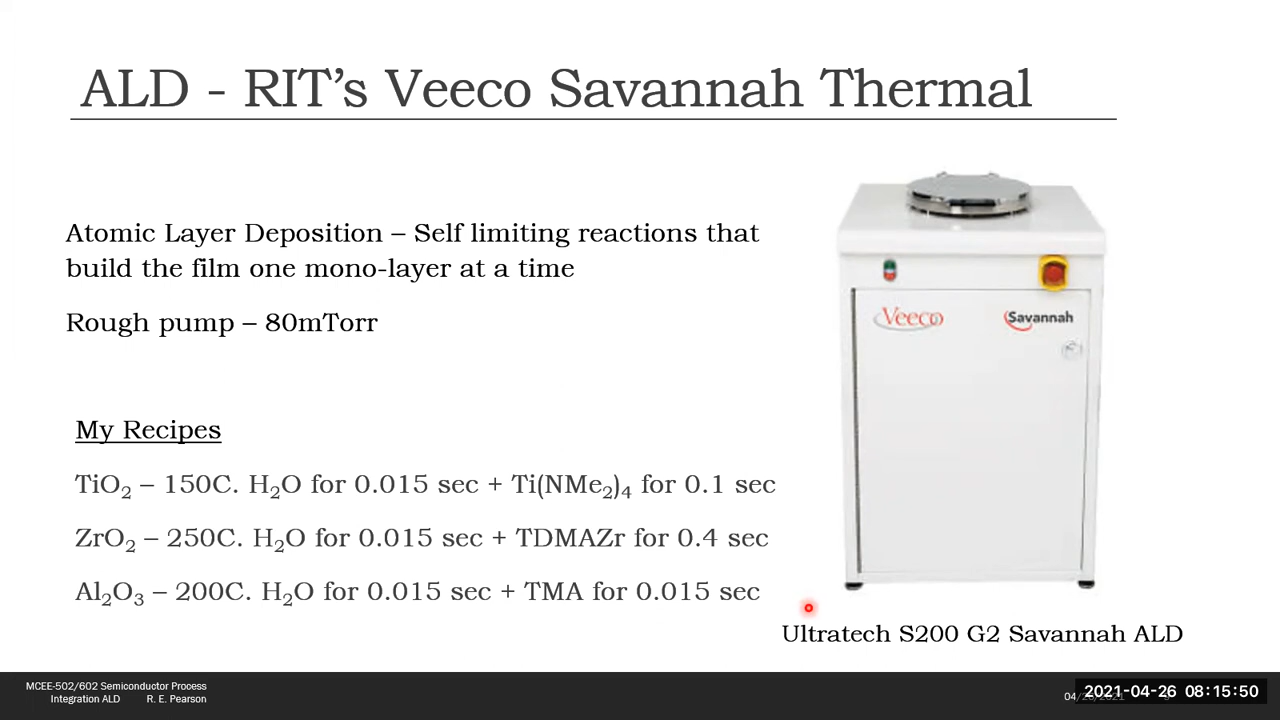 ALD - RIT’s Veeco Savannah Thermal
Atomic Layer Deposition – Self limiting reactions that
build the film one mono-layer at a time
Rough pump – 80mTorr
My Recipes
TiO₂ – 150C. H₂O for 0.015 sec + Ti(NMe₂)₄ for 0.1 sec
ZrO₂ – 250C. H₂O for 0.015 sec + TDMAZr for 0.4 sec
Al₂O₃ – 200C. H₂O for 0.015 sec + TMA for 0.015 sec
Veeco
Savannah
Ultratech S200 G2 Savannah ALD
MCEE-502/602 Semiconductor Process
Integration ALD R. E. Pearson
2021-04-26 08:15:50